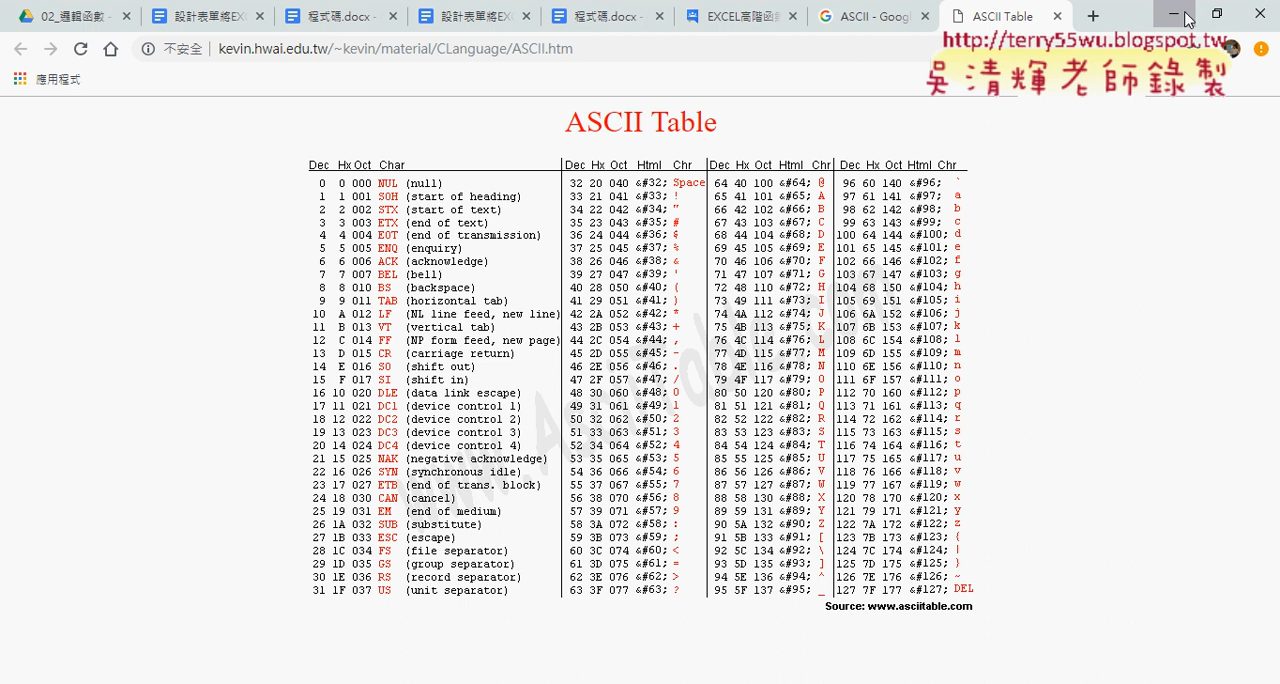 02_邏輯函數 -
設計表單將EXC
程式碼.docx -
設計表單將EXC
程式碼.docx -
EXCEL高階函數
ASCII - Googl
ASCII Table
不安全 | kevin.hwai.edu.tw/~kevin/material/CLanguage/ASCII.htm
http://terry55wu.blogspot.tw
應用程式
吳清輝老師錄製
ASCII Table
Dec Hx Oct Char Dec Hx Oct Html Chr Dec Hx Oct Html Chr Dec Hx Oct Html Chr
0 0 000 NUL (null) 32 20 040 &#32; Space 64 40 100 &#64; @ 96 60 140 &#96; `
1 1 001 SOH (start of heading) 33 21 041 &#33; ! 65 41 101 &#65; A 97 61 141 &#97; a
2 2 002 STX (start of text) 34 22 042 &#34; " 66 42 102 &#66; B 98 62 142 &#98; b
3 3 003 ETX (end of text) 35 23 043 &#35; # 67 43 103 &#67; C 99 63 143 &#99; c
4 4 004 EOT (end of transmission) 36 24 044 &#36; $ 68 44 104 &#68; D 100 64 144 &#100; d
5 5 005 ENQ (enquiry) 37 25 045 &#37; % 69 45 105 &#69; E 101 65 145 &#101; e
6 6 006 ACK (acknowledge) 38 26 046 &#38; & 70 46 106 &#70; F 102 66 146 &#102; f
7 7 007 BEL (bell) 39 27 047 &#39; ' 71 47 107 &#71; G 103 67 147 &#103; g
8 8 010 BS (backspace) 40 28 050 &#40; ( 72 48 110 &#72; H 104 68 150 &#104; h
9 9 011 TAB (horizontal tab) 41 29 051 &#41; ) 73 49 111 &#73; I 105 69 151 &#105; i
10 A 012 LF (NL line feed, new line) 42 2A 052 &#42; * 74 4A 112 &#74; J 106 6A 152 &#106; j
11 B 013 VT (vertical tab) 43 2B 053 &#43; + 75 4B 113 &#75; K 107 6B 153 &#107; k
12 C 014 FF (NP form feed, new page) 44 2C 054 &#44; , 76 4C 114 &#76; L 108 6C 154 &#108; l
13 D 015 CR (carriage return) 45 2D 055 &#45; - 77 4D 115 &#77; M 109 6D 155 &#109; m
14 E 016 SO (shift out) 46 2E 056 &#46; . 78 4E 116 &#78; N 110 6E 156 &#110; n
15 F 017 SI (shift in) 47 2F 057 &#47; / 79 4F 117 &#79; O 111 6F 157 &#111; o
16 10 020 DLE (data link escape) 48 30 060 &#48; 0 80 50 120 &#80; P 112 70 160 &#112; p
17 11 021 DC1 (device control 1) 49 31 061 &#49; 1 81 51 121 &#81; Q 113 71 161 &#113; q
18 12 022 DC2 (device control 2) 50 32 062 &#50; 2 82 52 122 &#82; R 114 72 162 &#114; r
19 13 023 DC3 (device control 3) 51 33 063 &#51; 3 83 53 123 &#83; S 115 73 163 &#115; s
20 14 024 DC4 (device control 4) 52 34 064 &#52; 4 84 54 124 &#84; T 116 74 164 &#116; t
21 15 025 NAK (negative acknowledge) 53 35 065 &#53; 5 85 55 125 &#85; U 117 75 165 &#117; u
22 16 026 SYN (synchronous idle) 54 36 066 &#54; 6 86 56 126 &#86; V 118 76 166 &#118; v
23 17 027 ETB (end of trans. block) 55 37 067 &#55; 7 87 57 127 &#87; W 119 77 167 &#119; w
24 18 030 CAN (cancel) 56 38 070 &#56; 8 88 58 130 &#88; X 120 78 170 &#120; x
25 19 031 EM (end of medium) 57 39 071 &#57; 9 89 59 131 &#89; Y 121 79 171 &#121; y
26 1A 032 SUB (substitute) 58 3A 072 &#58; : 90 5A 132 &#90; Z 122 7A 172 &#122; z
27 1B 033 ESC (escape) 59 3B 073 &#59; ; 91 5B 133 &#91; [ 123 7B 173 &#123; {
28 1C 034 FS (file separator) 60 3C 074 &#60; < 92 5C 134 &#92; \ 124 7C 174 &#124; |
29 1D 035 GS (group separator) 61 3D 075 &#61; = 93 5D 135 &#93; ] 125 7D 175 &#125; }
30 1E 036 RS (record separator) 62 3E 076 &#62; > 94 5E 136 &#94; ^ 126 7E 176 &#126; ~
31 1F 037 US (unit separator) 63 3F 077 &#63; ? 95 5F 137 &#95; _ 127 7F 177 &#127; DEL
Source: www.asciitable.com